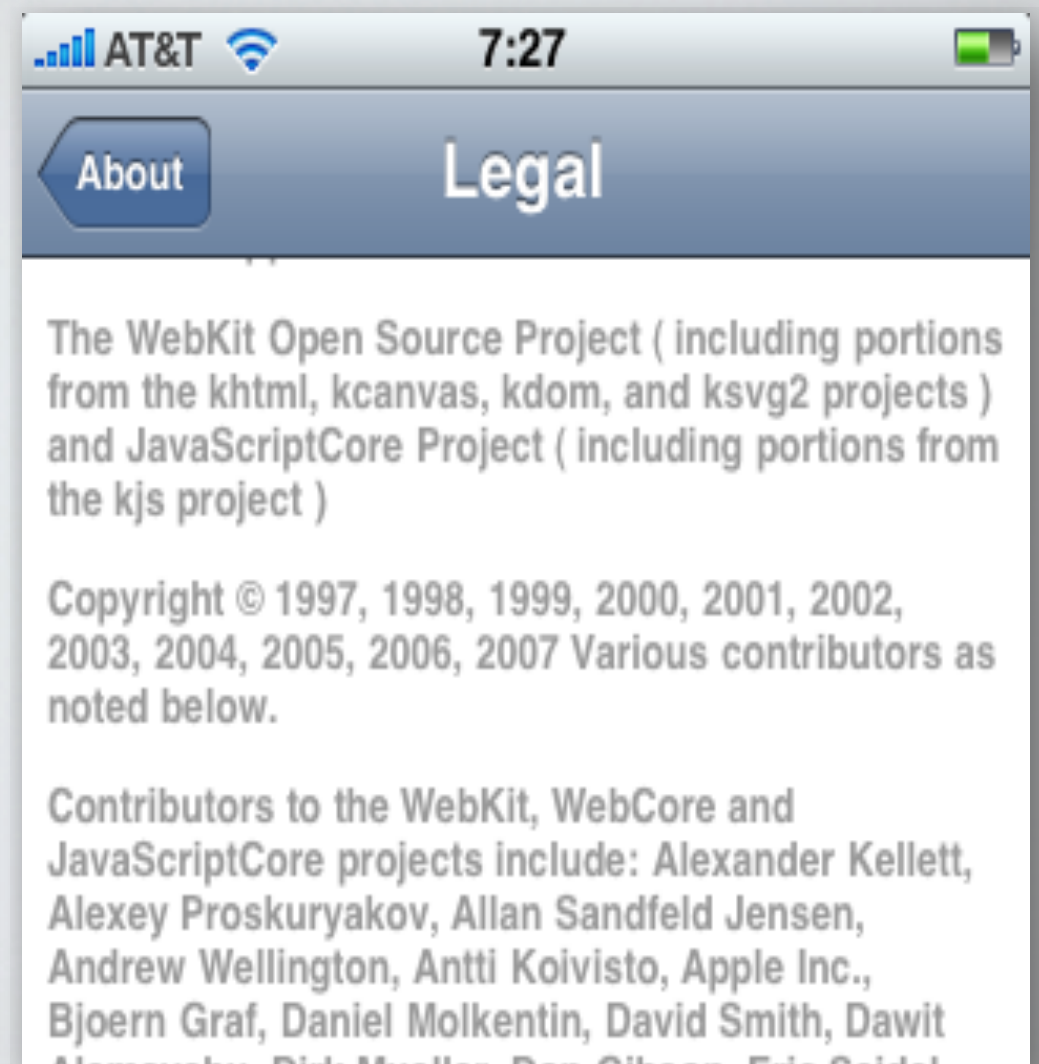 AT&T 7:27
About Legal
The WebKit Open Source Project ( including portions
from the khtml, kcanvas, kdom, and ksvg2 projects )
and JavaScriptCore Project ( including portions from
the kjs project )
Copyright © 1997, 1998, 1999, 2000, 2001, 2002,
2003, 2004, 2005, 2006, 2007 Various contributors as
noted below.
Contributors to the WebKit, WebCore and
JavaScriptCore projects include: Alexander Kellett,
Alexey Proskuryakov, Allan Sandfeld Jensen,
Andrew Wellington, Antti Koivisto, Apple Inc.,
Bjoern Graf, Daniel Molkentin, David Smith, Dawit